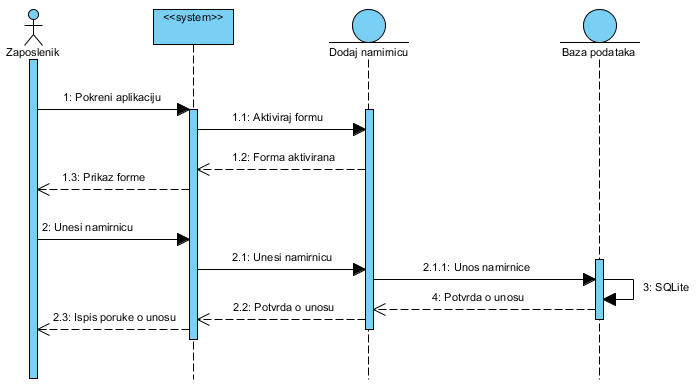 <<system>>
Zaposlenik
Dodaj namirnicu
Baza podataka
1: Pokreni aplikaciju
1.1: Aktiviraj formu
1.2: Forma aktivirana
1.3: Prikaz forme
2: Unesi namirnicu
2.1: Unesi namirnicu
2.1.1: Unos namirnice
3: SQLite
4: Potvrda o unosu
2.2: Potvrda o unosu
2.3: Ispis poruke o unosu